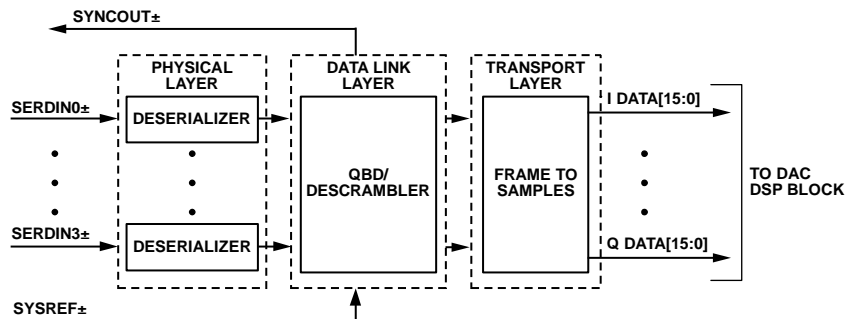 SYNCOUT±
PHYSICAL
LAYER
DATA LINK
LAYER
TRANSPORT
LAYER
SERDIN0±
DESERIALIZER
I DATA[15:0]
QBD/
DESCRAMBLER
FRAME TO
SAMPLES
TO DAC
DSP BLOCK
SERDIN3±
DESERIALIZER
Q DATA[15:0]
SYSREF±